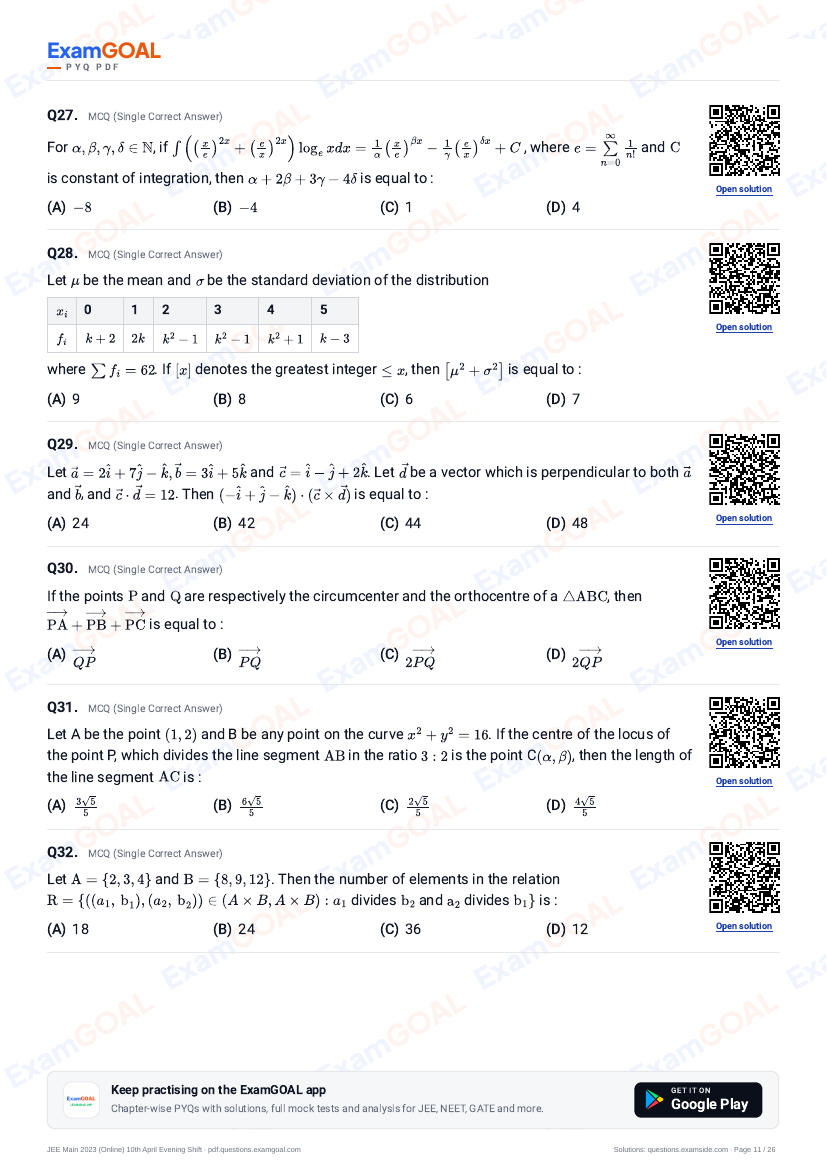 ExamGOAL
PYQ PDF
Q27. MCQ (Single Correct Answer)
For α, β, γ, δ ∈ ℕ, if ∫ ((x/e)^{2x} + (e/x)^{2x}) log_e x dx = 1/α (x/e)^{βx} − 1/γ (e/x)^{δx} + C, where e = ∑_{n=0}^{∞} 1/n! and C
is constant of integration, then α + 2β + 3γ − 4δ is equal to :
(A) −8 (B) −4 (C) 1 (D) 4
Open solution
Q28. MCQ (Single Correct Answer)
Let μ be the mean and σ be the standard deviation of the distribution
x_i 0 1 2 3 4 5
f_i k + 2 2k k² − 1 k² − 1 k² + 1 k − 3
where ∑ f_i = 62. If [x] denotes the greatest integer ≤ x, then [μ² + σ²] is equal to :
(A) 9 (B) 8 (C) 6 (D) 7
Open solution
Q29. MCQ (Single Correct Answer)
Let a⃗ = 2î + 7ĵ − k̂, b⃗ = 3î + 5k̂ and c⃗ = î − ĵ + 2k̂. Let d⃗ be a vector which is perpendicular to both a⃗
and b⃗, and c⃗ · d⃗ = 12. Then (−î + ĵ − k̂) · (c⃗ × d⃗) is equal to :
(A) 24 (B) 42 (C) 44 (D) 48
Open solution
Q30. MCQ (Single Correct Answer)
If the points P and Q are respectively the circumcenter and the orthocentre of a △ABC, then
→PA + →PB + →PC is equal to :
(A) →QP (B) →PQ (C) 2→PQ (D) 2→QP
Open solution
Q31. MCQ (Single Correct Answer)
Let A be the point (1, 2) and B be any point on the curve x² + y² = 16. If the centre of the locus of
the point P, which divides the line segment AB in the ratio 3 : 2 is the point C(α, β), then the length of
the line segment AC is :
(A) 3√5/5 (B) 6√5/5 (C) 2√5/5 (D) 4√5/5
Open solution
Q32. MCQ (Single Correct Answer)
Let A = {2, 3, 4} and B = {8, 9, 12}. Then the number of elements in the relation
R = {((a₁, b₁), (a₂, b₂)) ∈ (A × B, A × B) : a₁ divides b₂ and a₂ divides b₁} is :
(A) 18 (B) 24 (C) 36 (D) 12
Open solution
Keep practising on the ExamGOAL app
Chapter-wise PYQs with solutions, full mock tests and analysis for JEE, NEET, GATE and more.
GET IT ON
Google Play
JEE Main 2023 (Online) 10th April Evening Shift · pdf.questions.examgoal.com
Solutions: questions.examside.com · Page 11 / 26